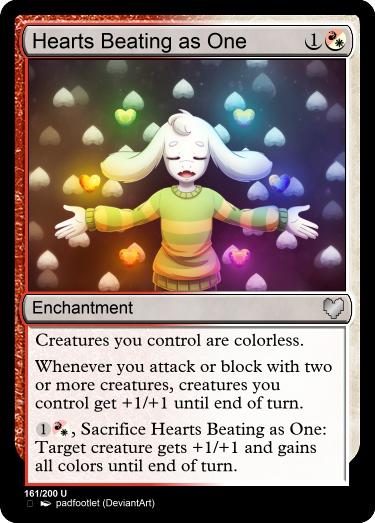 Hearts Beating as One 1
Enchantment
Creatures you control are colorless.
Whenever you attack or block with two
or more creatures, creatures you
control get +1/+1 until end of turn.
1 , Sacrifice Hearts Beating as One:
Target creature gets +1/+1 and gains
all colors until end of turn.
161/200 U
padfootlet (DeviantArt)